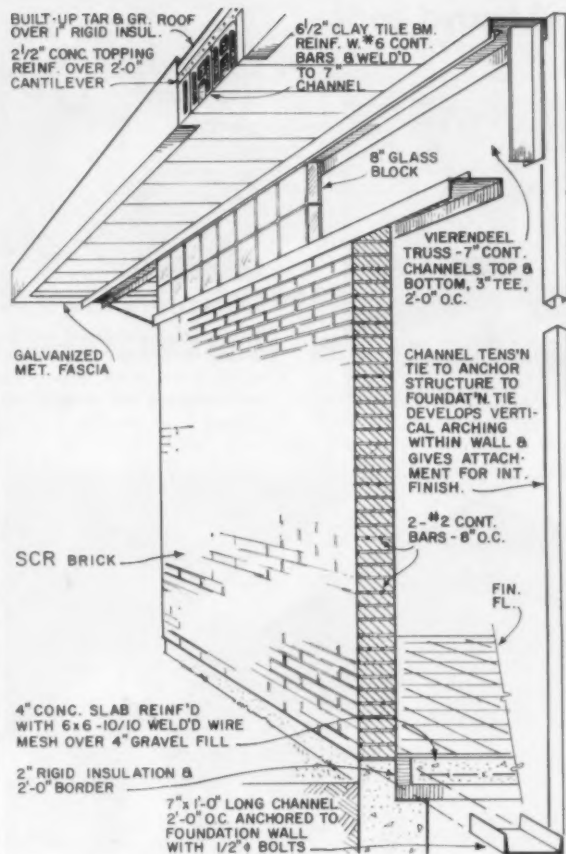 BUILT-UP TAR & GR. ROOF
OVER 1" RIGID INSUL.
2 1/2" CONC. TOPPING
REINF. OVER 2'-0"
CANTILEVER
6 1/2" CLAY TILE BM.
REINF. W. #6 CONT.
BARS & WELD'D
TO 7"
CHANNEL
8" GLASS
BLOCK
VIERENDEEL
TRUSS-7" CONT.
CHANNELS TOP &
BOTTOM, 3" TEE,
2'-0" O.C.
GALVANIZED
MET. FASCIA
CHANNEL TENS'N
TIE TO ANCHOR
STRUCTURE TO
FOUNDAT'N. TIE
DEVELOPS VERTI-
CAL ARCHING
WITHIN WALL &
GIVES ATTACH-
MENT FOR INT.
FINISH.
2-#2 CONT.
BARS-8" O.C.
SCR BRICK
FIN.
FL.
4" CONC. SLAB REINF'D
WITH 6x6-10/10 WELD'D WIRE
MESH OVER 4" GRAVEL FILL
2" RIGID INSULATION &
2'-0" BORDER
7"x1'-0" LONG CHANNEL
2'-0" O.C. ANCHORED TO
FOUNDATION WALL
WITH 1/2" ϕ BOLTS